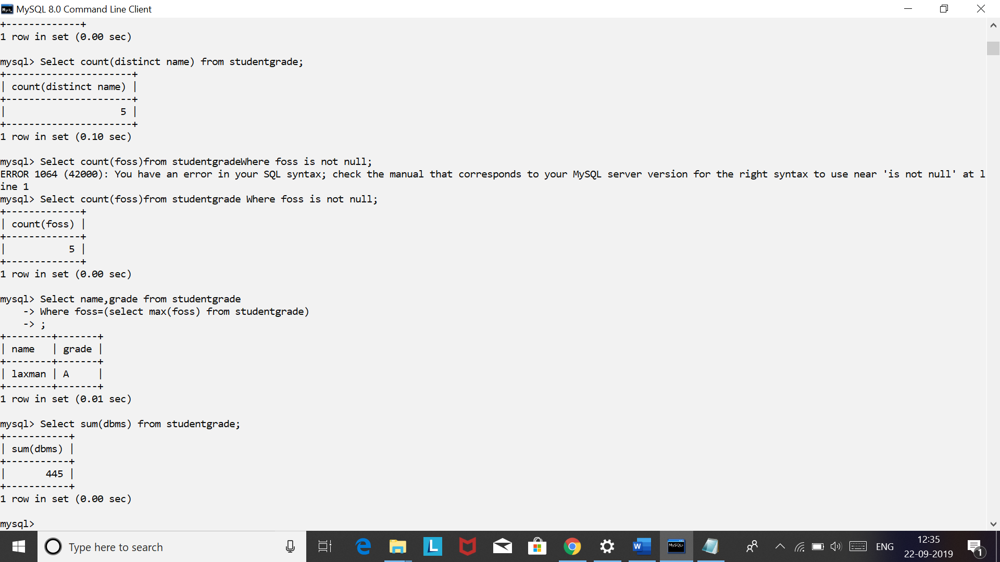 MySQL 8.0 Command Line Client
+-------------+
1 row in set (0.00 sec)
mysql> Select count(distinct name) from studentgrade;
+----------------------+
| count(distinct name) |
+----------------------+
|                    5 |
+----------------------+
1 row in set (0.10 sec)
mysql> Select count(foss)from studentgradeWhere foss is not null;
ERROR 1064 (42000): You have an error in your SQL syntax; check the manual that corresponds to your MySQL server version for the right syntax to use near 'is not null' at l
ine 1
mysql> Select count(foss)from studentgrade Where foss is not null;
+-------------+
| count(foss) |
+-------------+
|           5 |
+-------------+
1 row in set (0.00 sec)
mysql> Select name,grade from studentgrade
    -> Where foss=(select max(foss) from studentgrade)
    -> ;
+--------+-------+
| name   | grade |
+--------+-------+
| laxman | A     |
+--------+-------+
1 row in set (0.01 sec)
mysql> Select sum(dbms) from studentgrade;
+-----------+
| sum(dbms) |
+-----------+
|       445 |
+-----------+
1 row in set (0.00 sec)
mysql>
Type here to search
L
W
MySQL>
ENG
12:35
22-09-2019
1